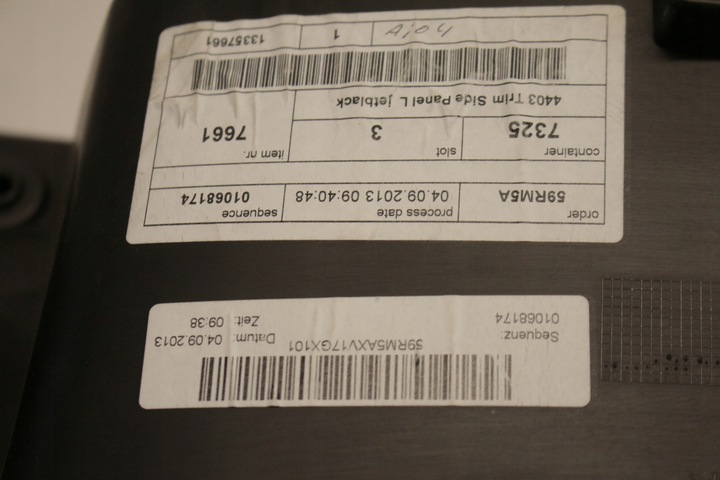 59RM5AXV17GX101
Sequenz: Datum: 04.09.2013
01068174 Zeit: 09:38
order process date sequence
59RM5A 04.09.2013 09:40:48 01068174
container slot item nr.
7325 3 7661
4403 Trim Side Panel L jetblack
1 13357661